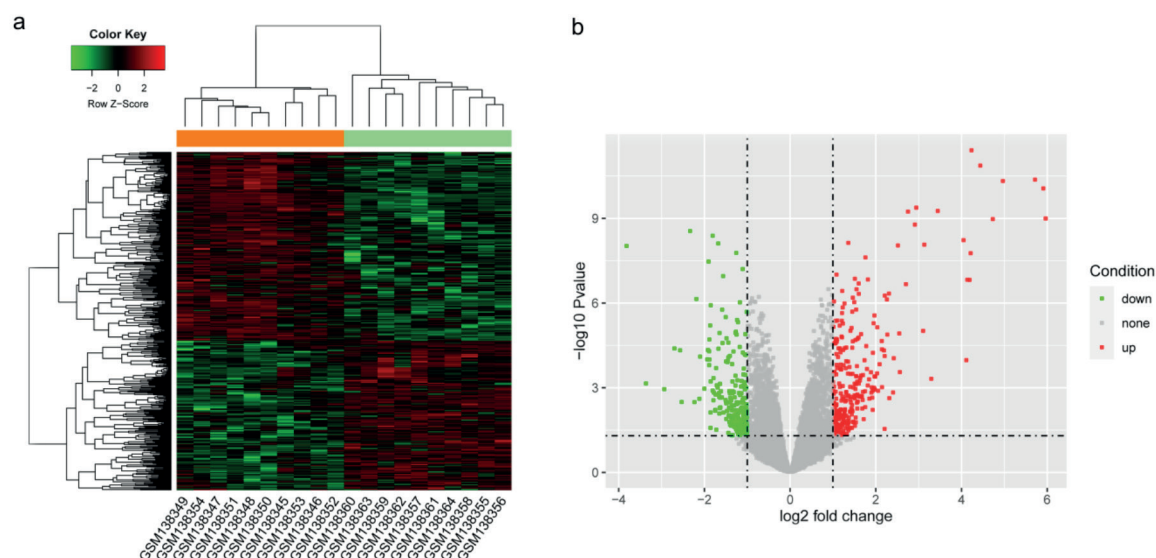 a
Color Key
−2 0 2
Row Z−Score
GSM138349
GSM138354
GSM138347
GSM138351
GSM138348
GSM138350
GSM138345
GSM138353
GSM138346
GSM138352
GSM138360
GSM138363
GSM138359
GSM138362
GSM138357
GSM138361
GSM138364
GSM138358
GSM138355
GSM138356
b
−log10 Pvalue
9
6
3
0
−4 −2 0 2 4 6
log2 fold change
Condition
down
none
up